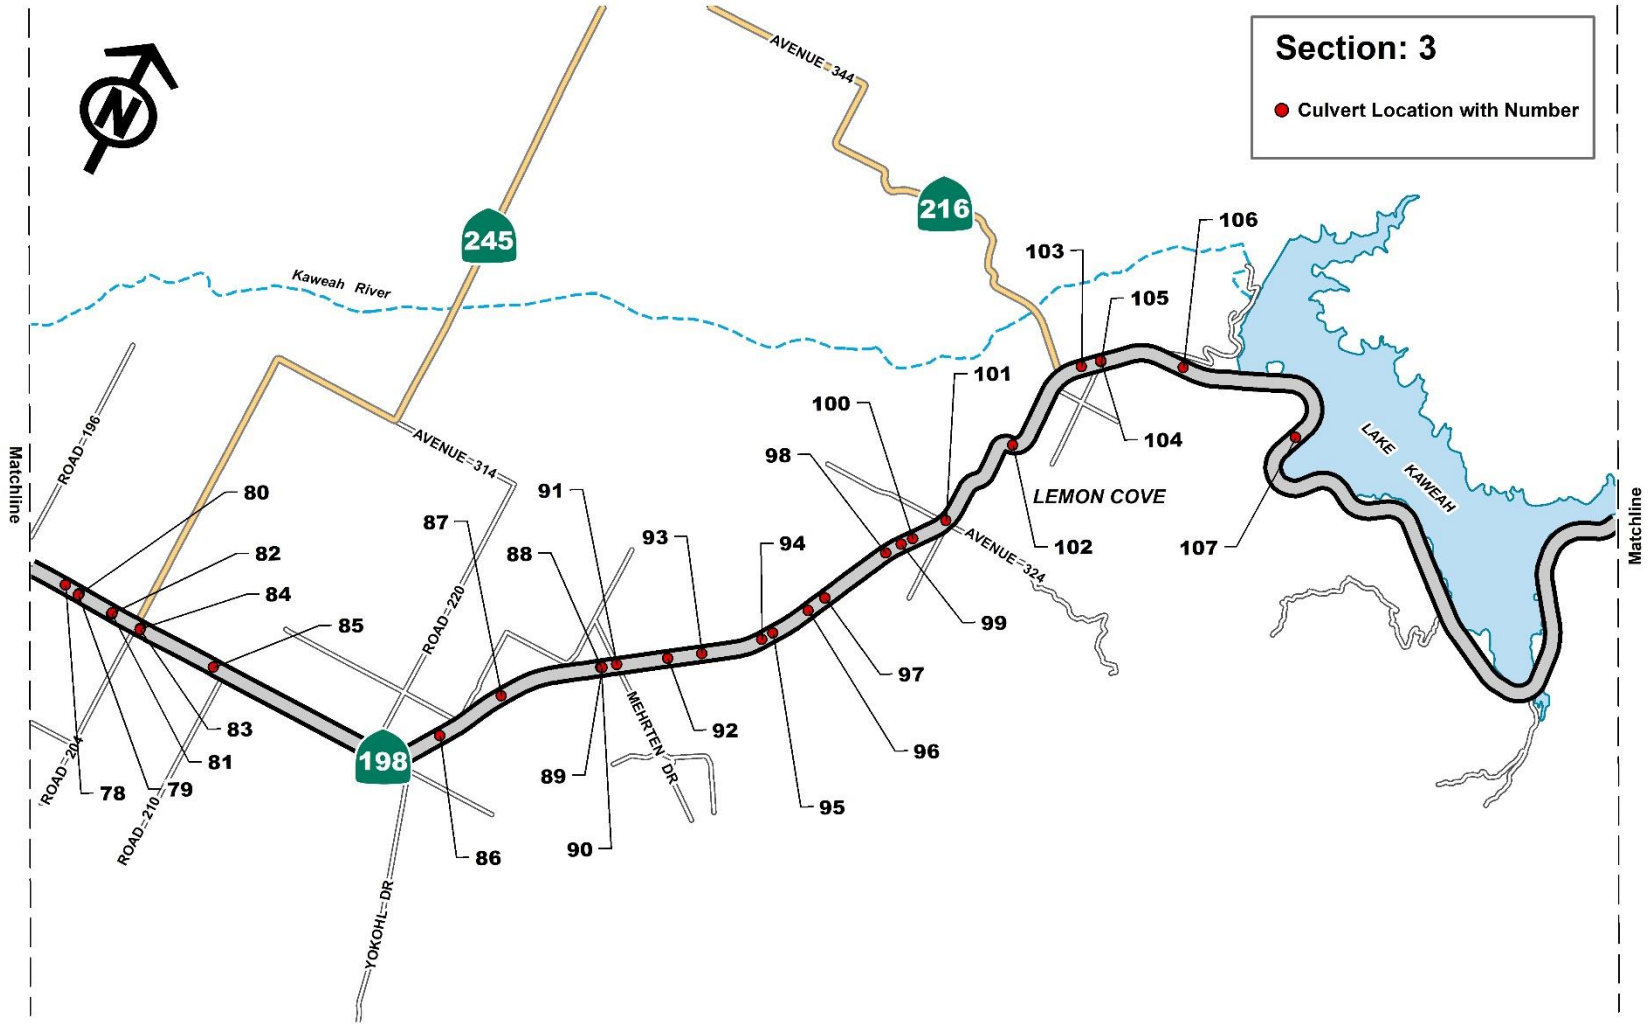 Section: 3
Culvert Location with Number
N
AVENUE 344
216
245
106
103
Kaweah River
105
101
100
ROAD 196
AVENUE 314
104
98
LAKE KAWEAH
Matchline
Matchline
80
91
LEMON COVE
87
93
94
102
107
82
88
AVENUE 324
84
ROAD 220
99
85
97
83
MEHRTEN DR
92
96
198
81
ROAD 204
89
78
79
95
ROAD 210
90
86
YOKOHL DR